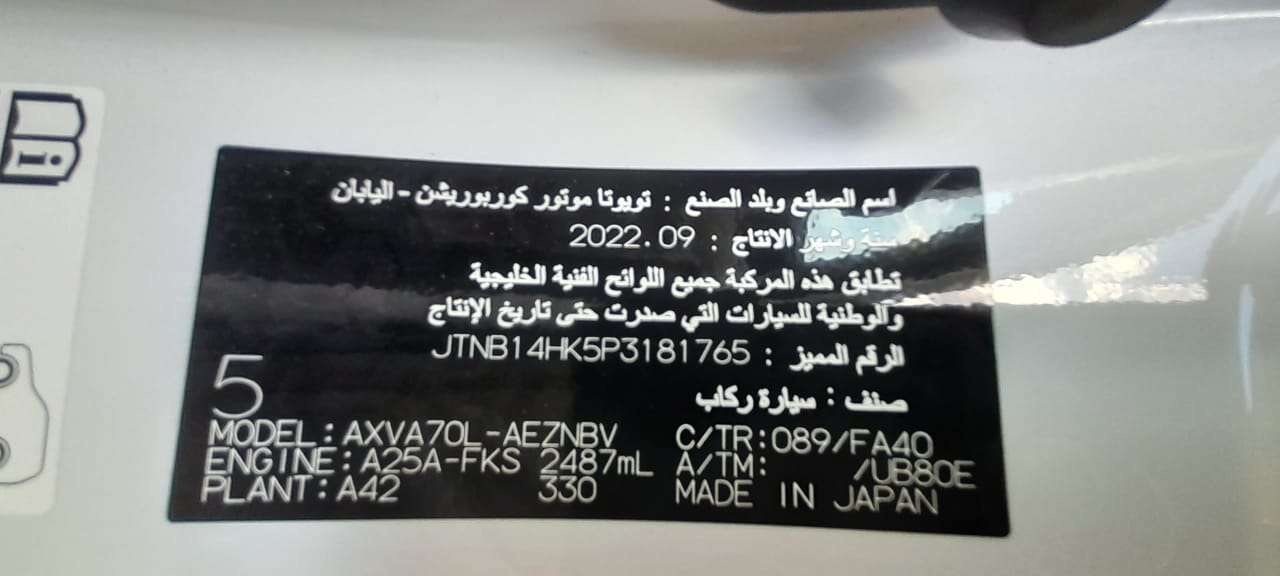 اسم الصانع وبلد الصنع : تويوتا موتور كوربوريشن - اليابان
سنة وشهر الانتاج : 2022.09
تطابق هذه المركبة جميع اللوائح الفنية الخليجية
والوطنية للسيارات التي صدرت حتى تاريخ الإنتاج
الرقم المميز : JTNB14HK5P3181765
صنف : سيارة ركاب
5
MODEL:AXVA70L-AEZNBV C/TR:089/FA40
ENGINE:A25A-FKS 2487mL A/TM: /UB80E
PLANT:A42 330 MADE IN JAPAN